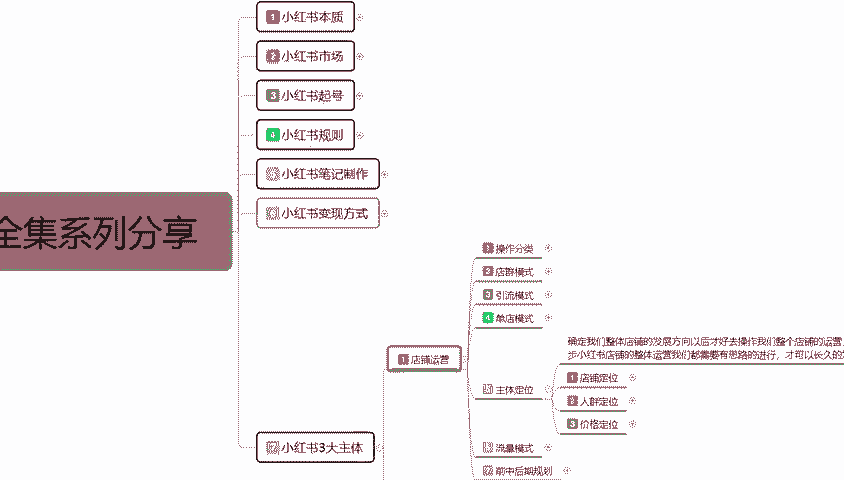 1 小红书本质
2 小红书市场
3 小红书起号
4 小红书规则
小红书笔记制作
小红书变现方式
全集系列分享
1 操作分类
2 店群模式
3 引流模式
4 单店模式
确定我们整体店铺的发展方向以后才好去操作我们整个店铺的运营
步小红书店铺的整体运营我们都需要有思路的进行，才可以长久的
1 店铺运营
1 店铺定位
主体定位
2 人群定位
3 价格定位
7 小红书3大主体
流量模式
7 前中后期规划